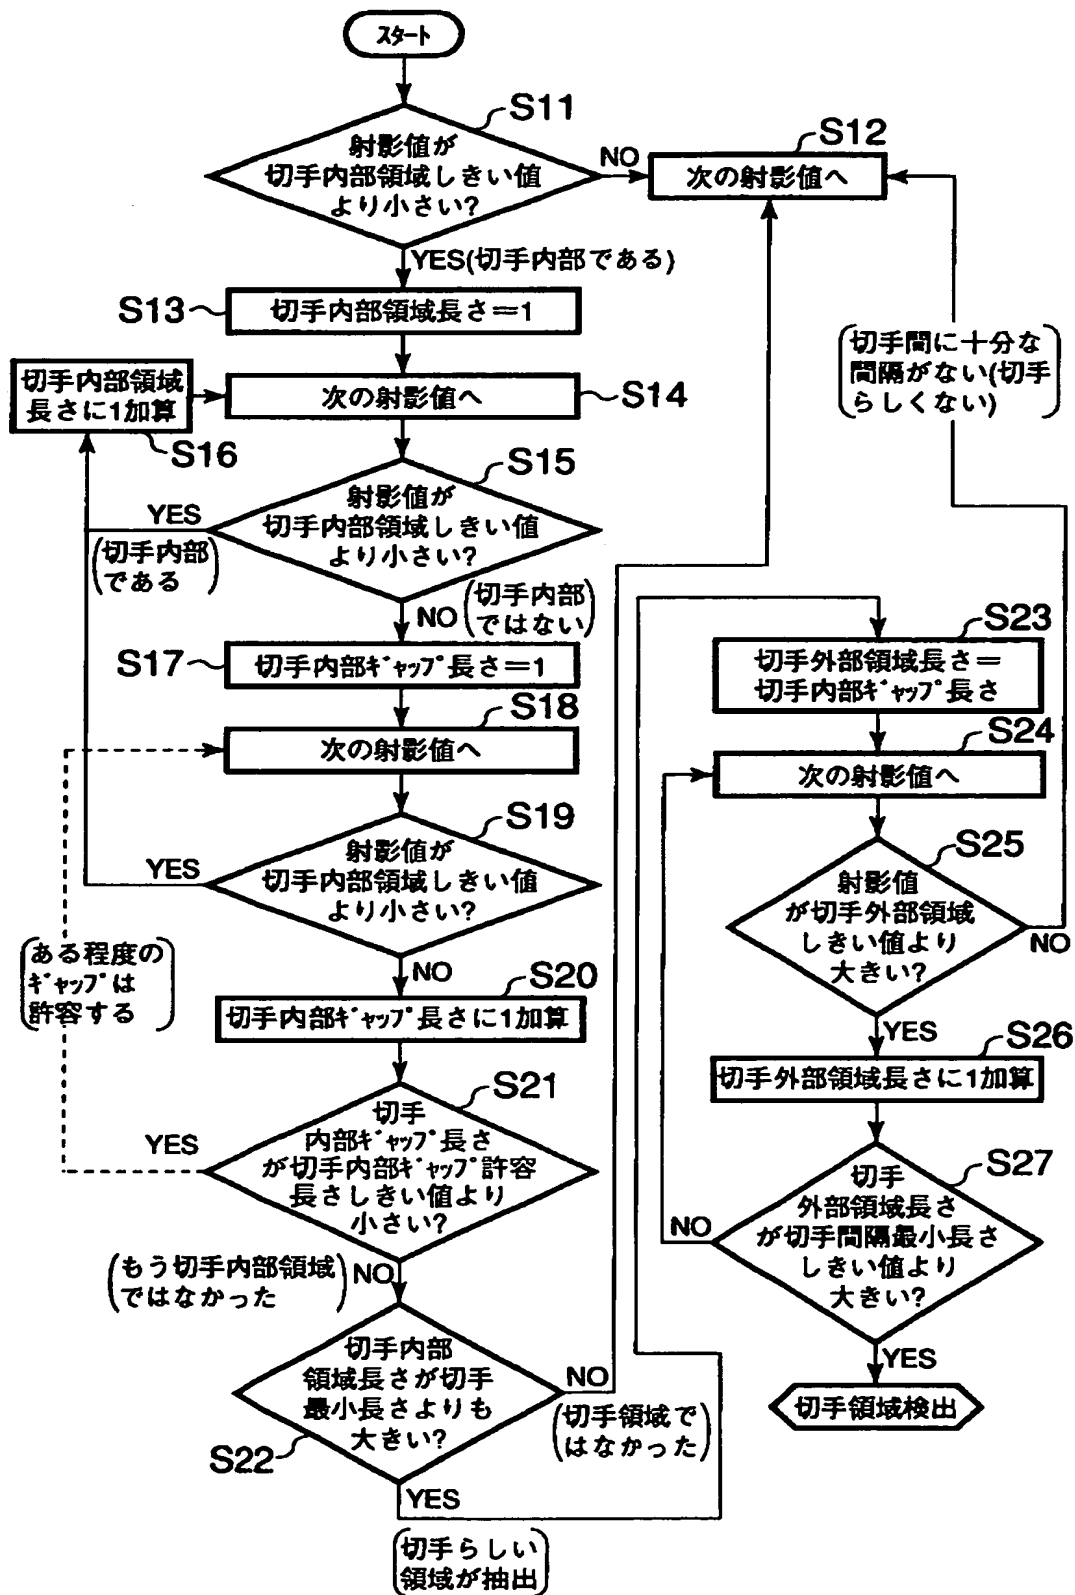 スタート
S11
射影値が
切手内部領域しきい値
より小さい?
NO
S12
次の射影値へ
YES(切手内部である)
S13
切手内部領域長さ=1
切手間に十分な
間隔がない(切手
らしくない)
切手内部領域
長さに1加算
S16
次の射影値へ
S14
S15
射影値が
切手内部領域しきい値
より小さい?
YES
(切手内部
である)
NO
(切手内部
ではない)
S17
切手内部ギャップ長さ=1
S18
次の射影値へ
S19
射影値が
切手内部領域しきい値
より小さい?
YES
(ある程度の
ギャップは
許容する)
NO
S20
切手内部ギャップ長さに1加算
S21
切手
内部ギャップ長さ
が切手内部ギャップ許容
長さしきい値より
小さい?
YES
(もう切手内部領域
ではなかった)
NO
切手内部
領域長さが切手
最小長さよりも
大きい?
S22
NO
(切手領域で
はなかった)
YES
(切手らしい
領域が抽出)
S23
切手外部領域長さ=
切手内部ギャップ長さ
S24
次の射影値へ
S25
射影値
が切手外部領域
しきい値より
大きい?
NO
YES
S26
切手外部領域長さに1加算
S27
切手
外部領域長さ
が切手間隔最小長さ
しきい値より
大きい?
NO
YES
切手領域検出